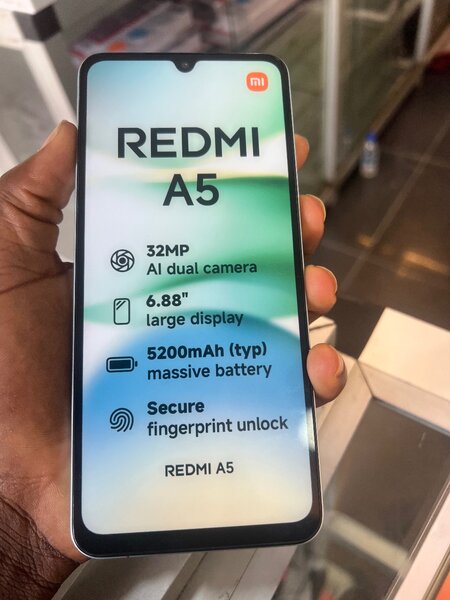 mi
REDMI
A5
32MP
AI dual camera
6.88"
large display
5200mAh (typ)
massive battery
Secure
fingerprint unlock
REDMI A5